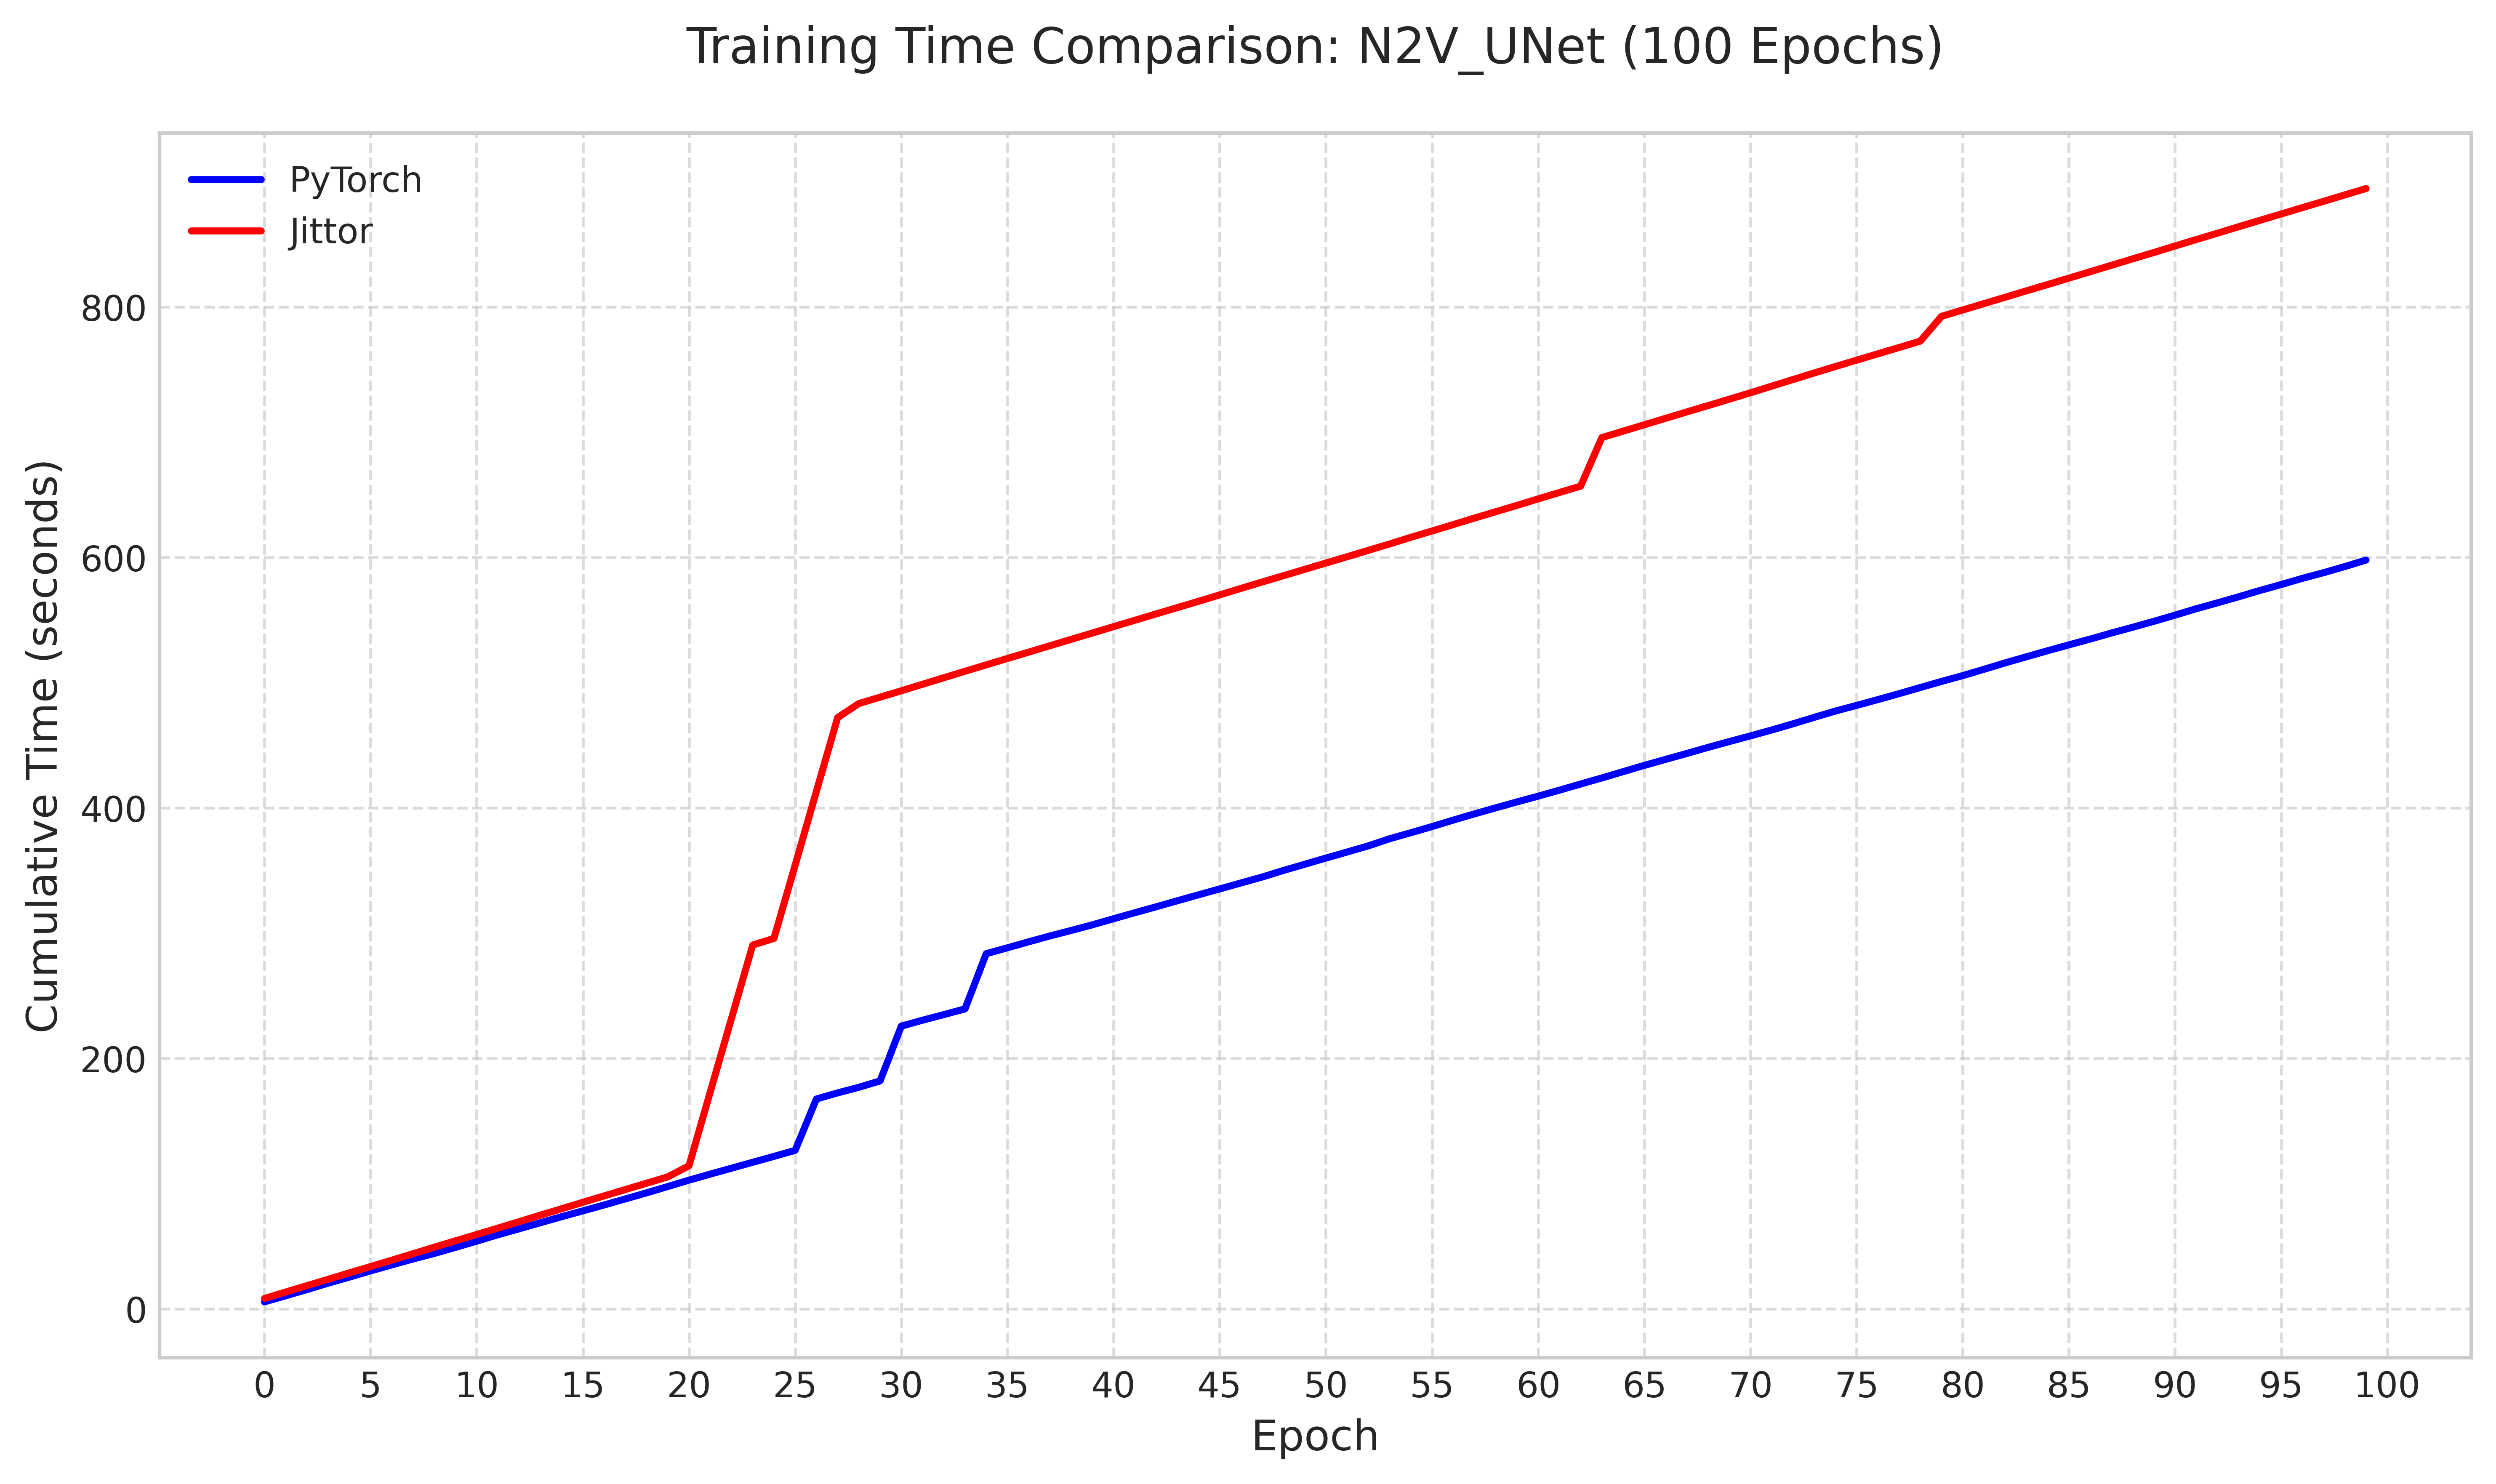 Training Time Comparison: N2V_UNet (100 Epochs)
PyTorch
Jittor
Cumulative Time (seconds)
800
600
400
200
0
0 5 10 15 20 25 30 35 40 45 50 55 60 65 70 75 80 85 90 95 100
Epoch